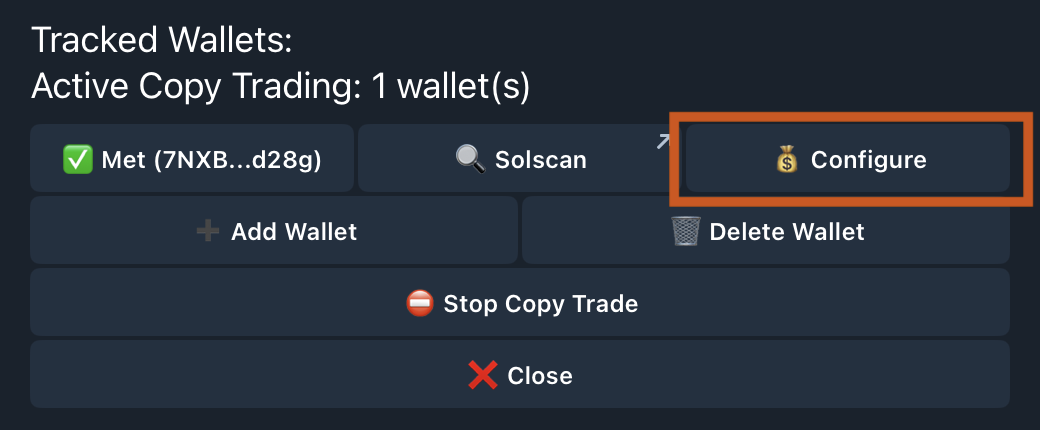 Tracked Wallets:
Active Copy Trading: 1 wallet(s)
✅ Met (7NXB...d28g)
🔍 Solscan
💰 Configure
➕ Add Wallet
🗑️ Delete Wallet
⛔ Stop Copy Trade
❌ Close